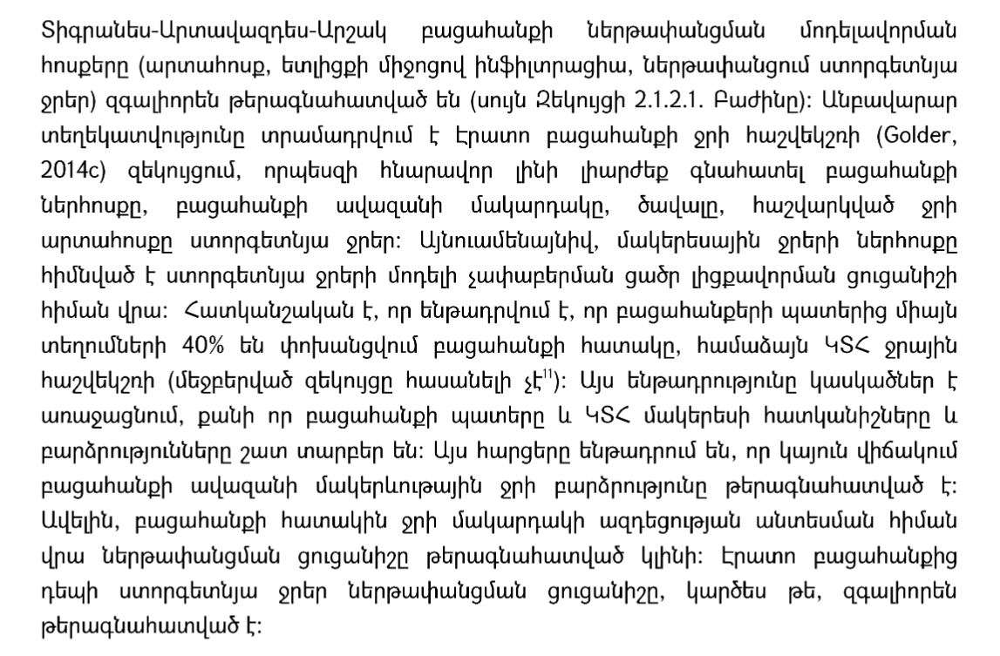 Տիգրանես-Արտավազդես-Արշակ բացահանքի ներթափանցման մոդելավորման
հոսքերը (արտահոսք, ետլիցքի միջոցով ինֆիլտրացիա, ներթափանցում ստորգետնյա
ջրեր) զգալիորեն թերագնահատված են (սույն Զեկույցի 2.1.2.1. Բաժինը)։ Անբավարար
տեղեկատվությունը տրամադրվում է Էրատո բացահանքի ջրի հաշվեկշռի (Golder,
2014c) զեկույցում, որպեսզի հնարավոր լինի լիարժեք գնահատել բացահանքի
ներհոսքը, բացահանքի ավազանի մակարդակը, ծավալը, հաշվարկված ջրի
արտահոսքը ստորգետնյա ջրեր։ Այնուամենայնիվ, մակերեսային ջրերի ներհոսքը
հիմնված է ստորգետնյա ջրերի մոդելի չափաբերման ցածր լիցքավորման ցուցանիշի
հիման վրա։ Հատկանշական է, որ ենթադրվում է, որ բացահանքերի պատերից միայն
տեղումների 40% են փոխանցվում բացահանքի հատակը, համաձայն ԿՏՀ ջրային
հաշվեկշռի (մեջբերված զեկույցը հասանելի չէ¹¹)։ Այս ենթադրությունը կասկածներ է
առաջացնում, քանի որ բացահանքի պատերը և ԿՏՀ մակերեսի հատկանիշները և
բարձրությունները շատ տարբեր են։ Այս հարցերը ենթադրում են, որ կայուն վիճակում
բացահանքի ավազանի մակերևութային ջրի բարձրությունը թերագնահատված է։
Ավելին, բացահանքի հատակին ջրի մակարդակի ազդեցության անտեսման հիման
վրա ներթափանցման ցուցանիշը թերագնահատված կլինի։ Էրատո բացահանքից
դեպի ստորգետնյա ջրեր ներթափանցման ցուցանիշը, կարծես թե, զգալիորեն
թերագնահատված է։